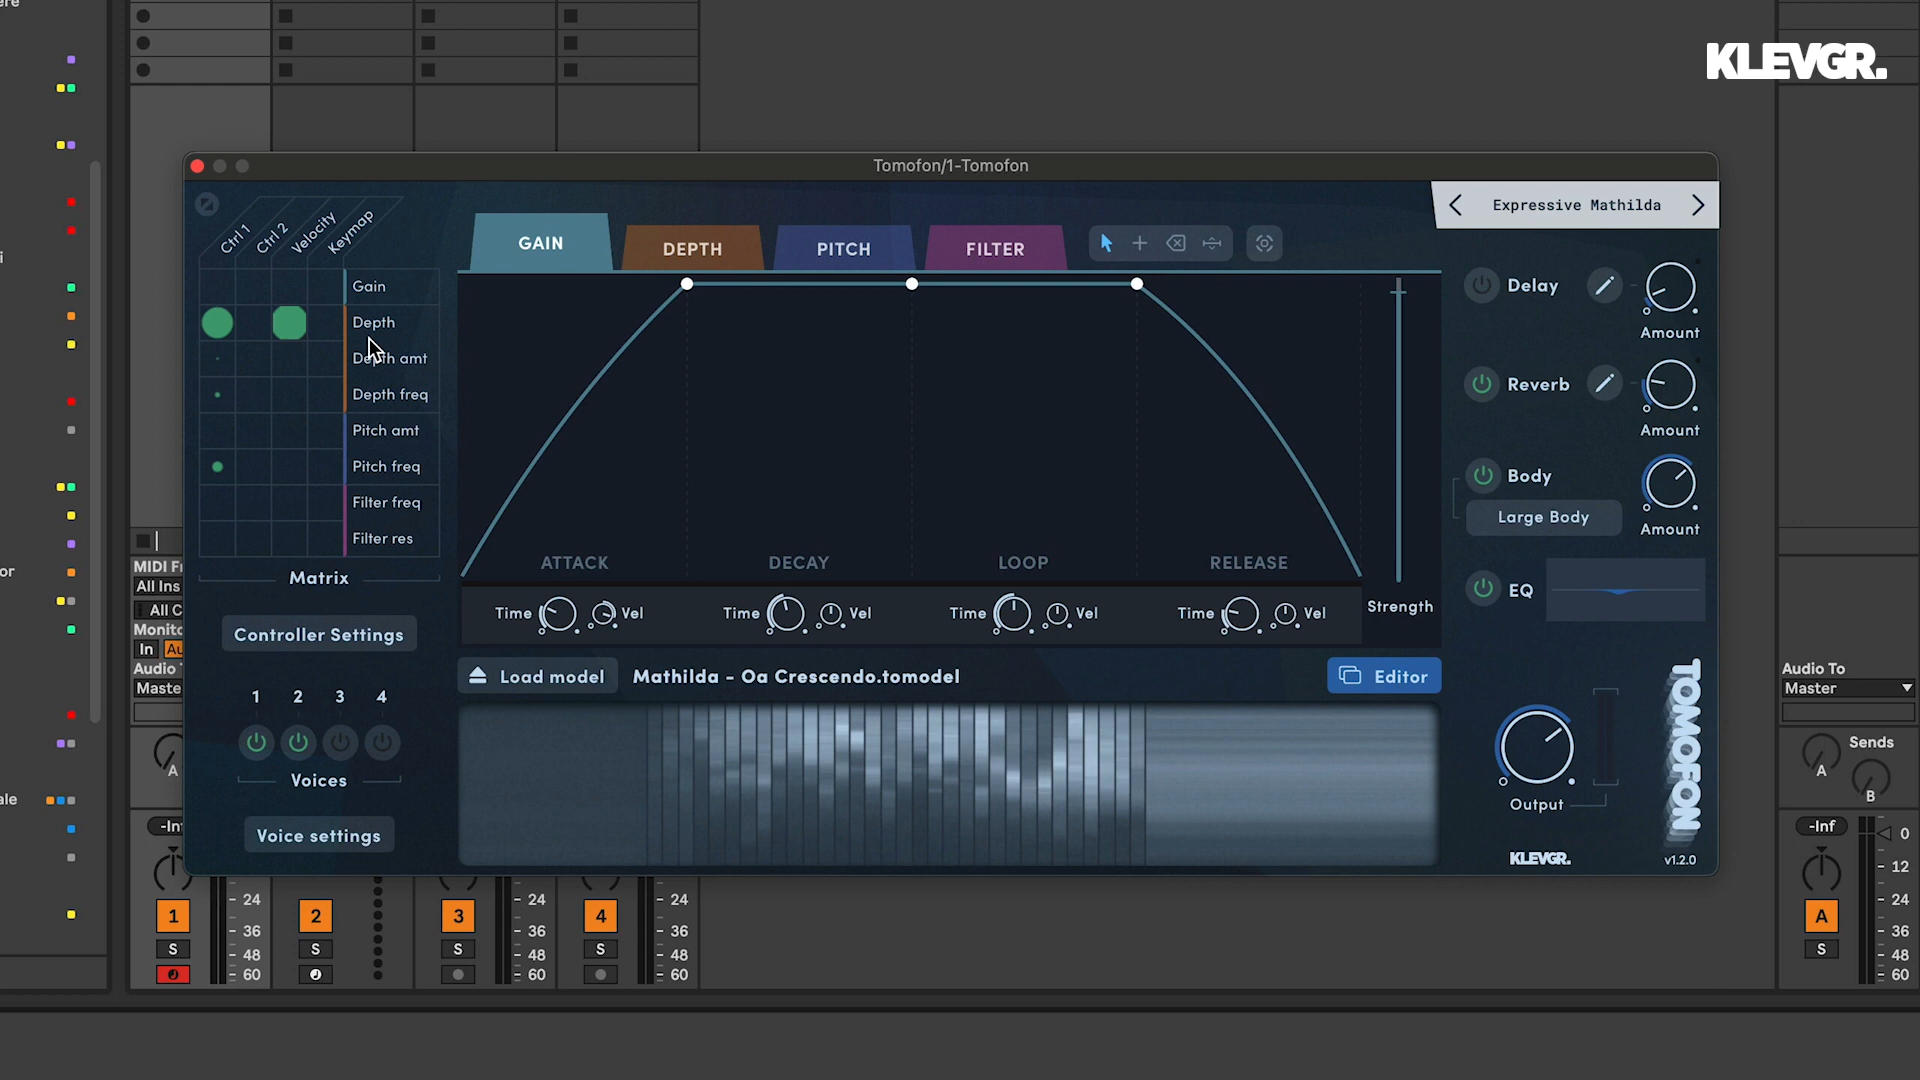 KLEVGR.
Tomofon/1-Tomofon
Expressive Mathilda
Ctrl 1
Ctrl 2
Velocity
Keymap
GAIN
DEPTH
PITCH
FILTER
Gain
Depth
Depth amt
Depth freq
Pitch amt
Pitch freq
Filter freq
Filter res
Matrix
ATTACK
DECAY
LOOP
RELEASE
Time
Vel
Time
Vel
Time
Vel
Time
Vel
Strength
Delay
Amount
Reverb
Amount
Body
Large Body
Amount
EQ
Controller Settings
1 2 3 4
Voices
Voice settings
Load model
Mathilda - Oa Crescendo.tomodel
Editor
Output
TOMOFON
KLEVGR.
v1.2.0
MIDI Fr
All Ins
All C
Monito
In
Au
Audio
Maste
A
-Inf
1
S
24
36
48
60
2
S
3
S
24
36
48
60
4
S
24
36
48
60
Audio To
Master
Sends
A
B
-Inf
0
12
24
36
48
60
A
S
ere
i
or
ale